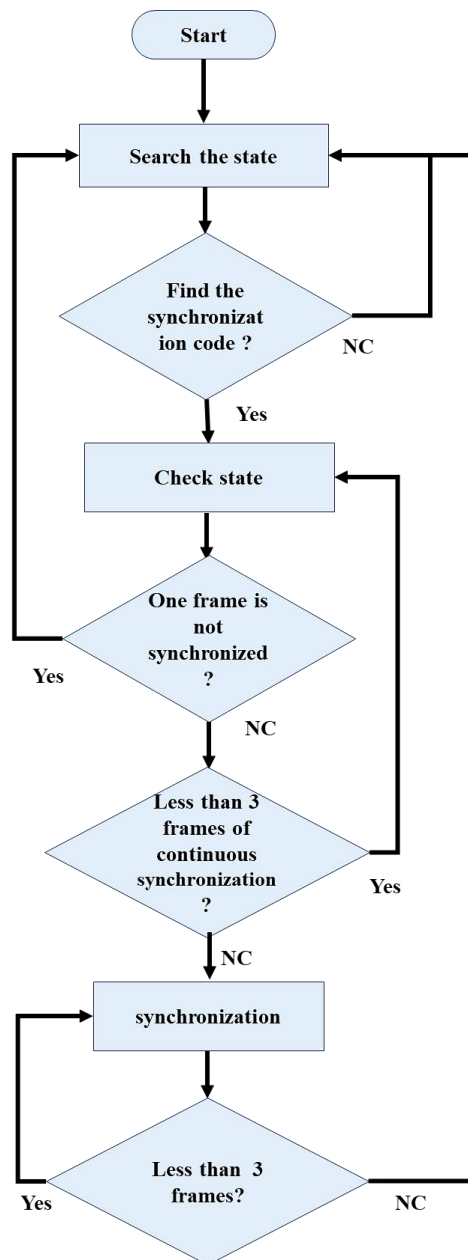 Start
Search the state
Find the
synchronizat
ion code ?
NC
Yes
Check state
One frame is
not
synchronized
?
Yes
NC
Less than 3
frames of
continuous
synchronization
?
Yes
NC
synchronization
Less than 3
frames?
Yes
NC